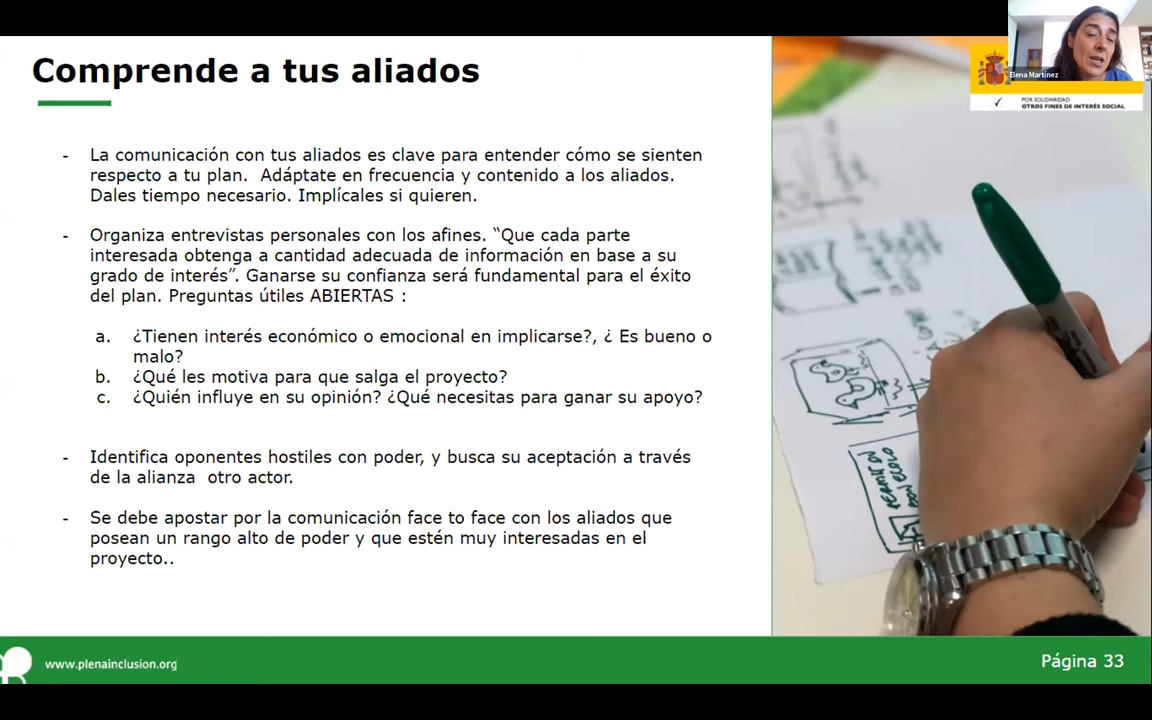 Comprende a tus aliados
Elena Martínez
POR SOLIDARIDAD
OTROS FINES DE INTERÉS SOCIAL
- La comunicación con tus aliados es clave para entender cómo se sienten
respecto a tu plan. Adáptate en frecuencia y contenido a los aliados.
Dales tiempo necesario. Implícales si quieren.
- Organiza entrevistas personales con los afines. “Que cada parte
interesada obtenga a cantidad adecuada de información en base a su
grado de interés”. Ganarse su confianza será fundamental para el éxito
del plan. Preguntas útiles ABIERTAS :
a. ¿Tienen interés económico o emocional en implicarse?, ¿ Es bueno o
malo?
b. ¿Qué les motiva para que salga el proyecto?
c. ¿Quién influye en su opinión? ¿Qué necesitas para ganar su apoyo?
- Identifica oponentes hostiles con poder, y busca su aceptación a través
de la alianza otro actor.
- Se debe apostar por la comunicación face to face con los aliados que
posean un rango alto de poder y que estén muy interesadas en el
proyecto..
www.plenainclusion.org
Página 33